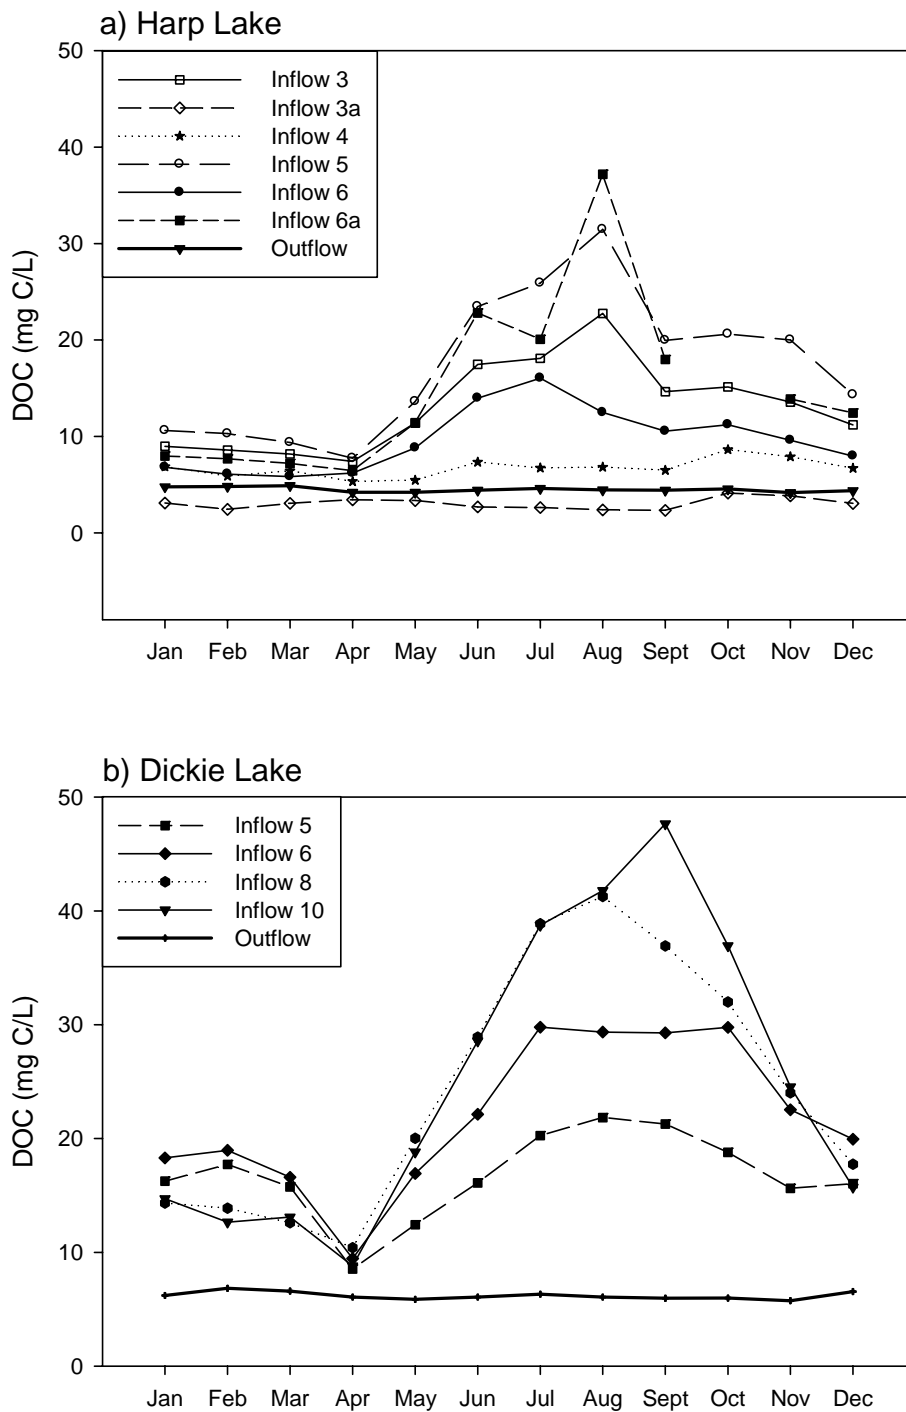 a) Harp Lake
50
40
30
20
10
0
DOC (mg C/L)
Inflow 3
Inflow 3a
Inflow 4
Inflow 5
Inflow 6
Inflow 6a
Outflow
Jan Feb Mar Apr May Jun Jul Aug Sept Oct Nov Dec
b) Dickie Lake
50
40
30
20
10
0
DOC (mg C/L)
Inflow 5
Inflow 6
Inflow 8
Inflow 10
Outflow
Jan Feb Mar Apr May Jun Jul Aug Sept Oct Nov Dec